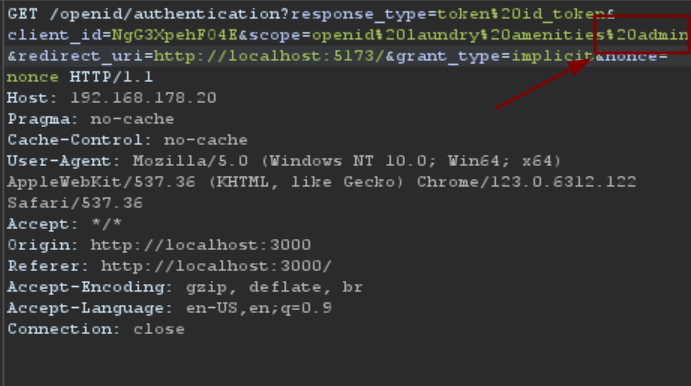 GET /openid/authentication?response_type=token%20id_token&
client_id=NgG3XpehF04E&scope=openid%20laundry%20amenities%20admin
&redirect_uri=http://localhost:5173/&grant_type=implicit&nonce=
nonce HTTP/1.1
Host: 192.168.178.20
Pragma: no-cache
Cache-Control: no-cache
User-Agent: Mozilla/5.0 (Windows NT 10.0; Win64; x64)
AppleWebKit/537.36 (KHTML, like Gecko) Chrome/123.0.6312.122
Safari/537.36
Accept: */*
Origin: http://localhost:3000
Referer: http://localhost:3000/
Accept-Encoding: gzip, deflate, br
Accept-Language: en-US,en;q=0.9
Connection: close